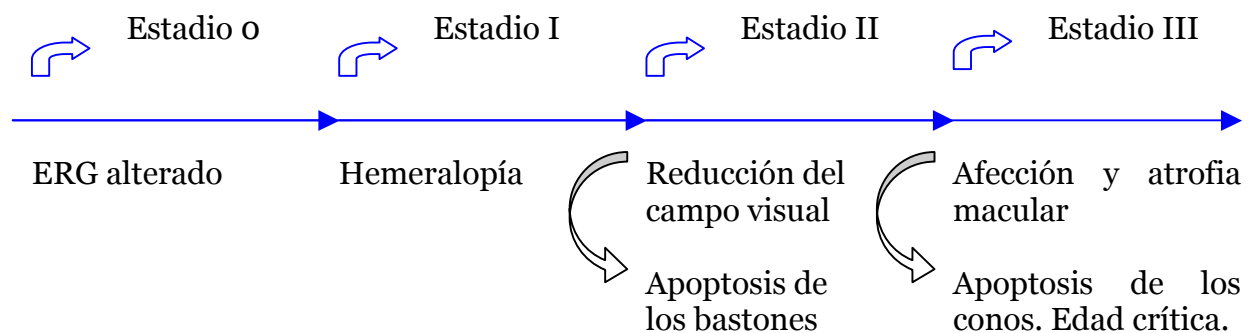 Estadio 0
Estadio I
Estadio II
Estadio III
ERG alterado
Hemeralopía
Reducción del
campo visual
Afección y atrofia
macular
Apoptosis de
los bastones
Apoptosis de los
conos. Edad crítica.